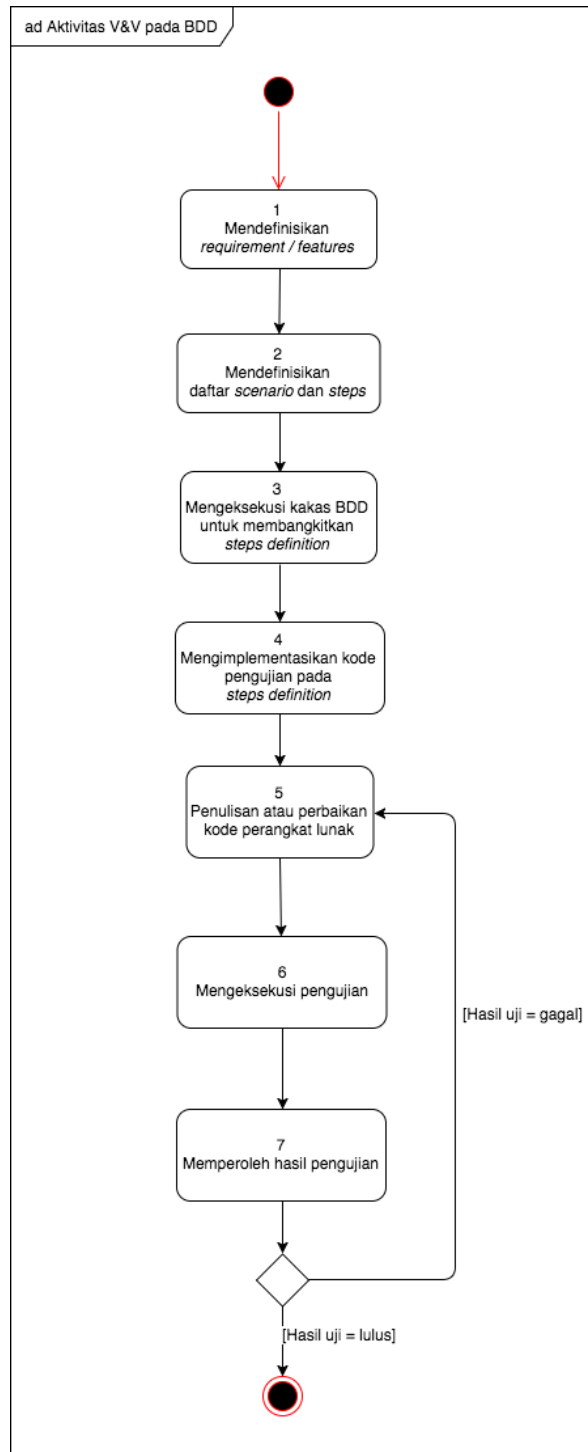 ad Aktivitas V&V pada BDD
1
Mendefinisikan
requirement / features
2
Mendefinisikan
daftar scenario dan steps
3
Mengeksekusi kakas BDD
untuk membangkitkan
steps definition
4
Mengimplementasikan kode
pengujian pada
steps definition
5
Penulisan atau perbaikan
kode perangkat lunak
6
Mengeksekusi pengujian
[Hasil uji = gagal]
7
Memperoleh hasil pengujian
[Hasil uji = lulus]